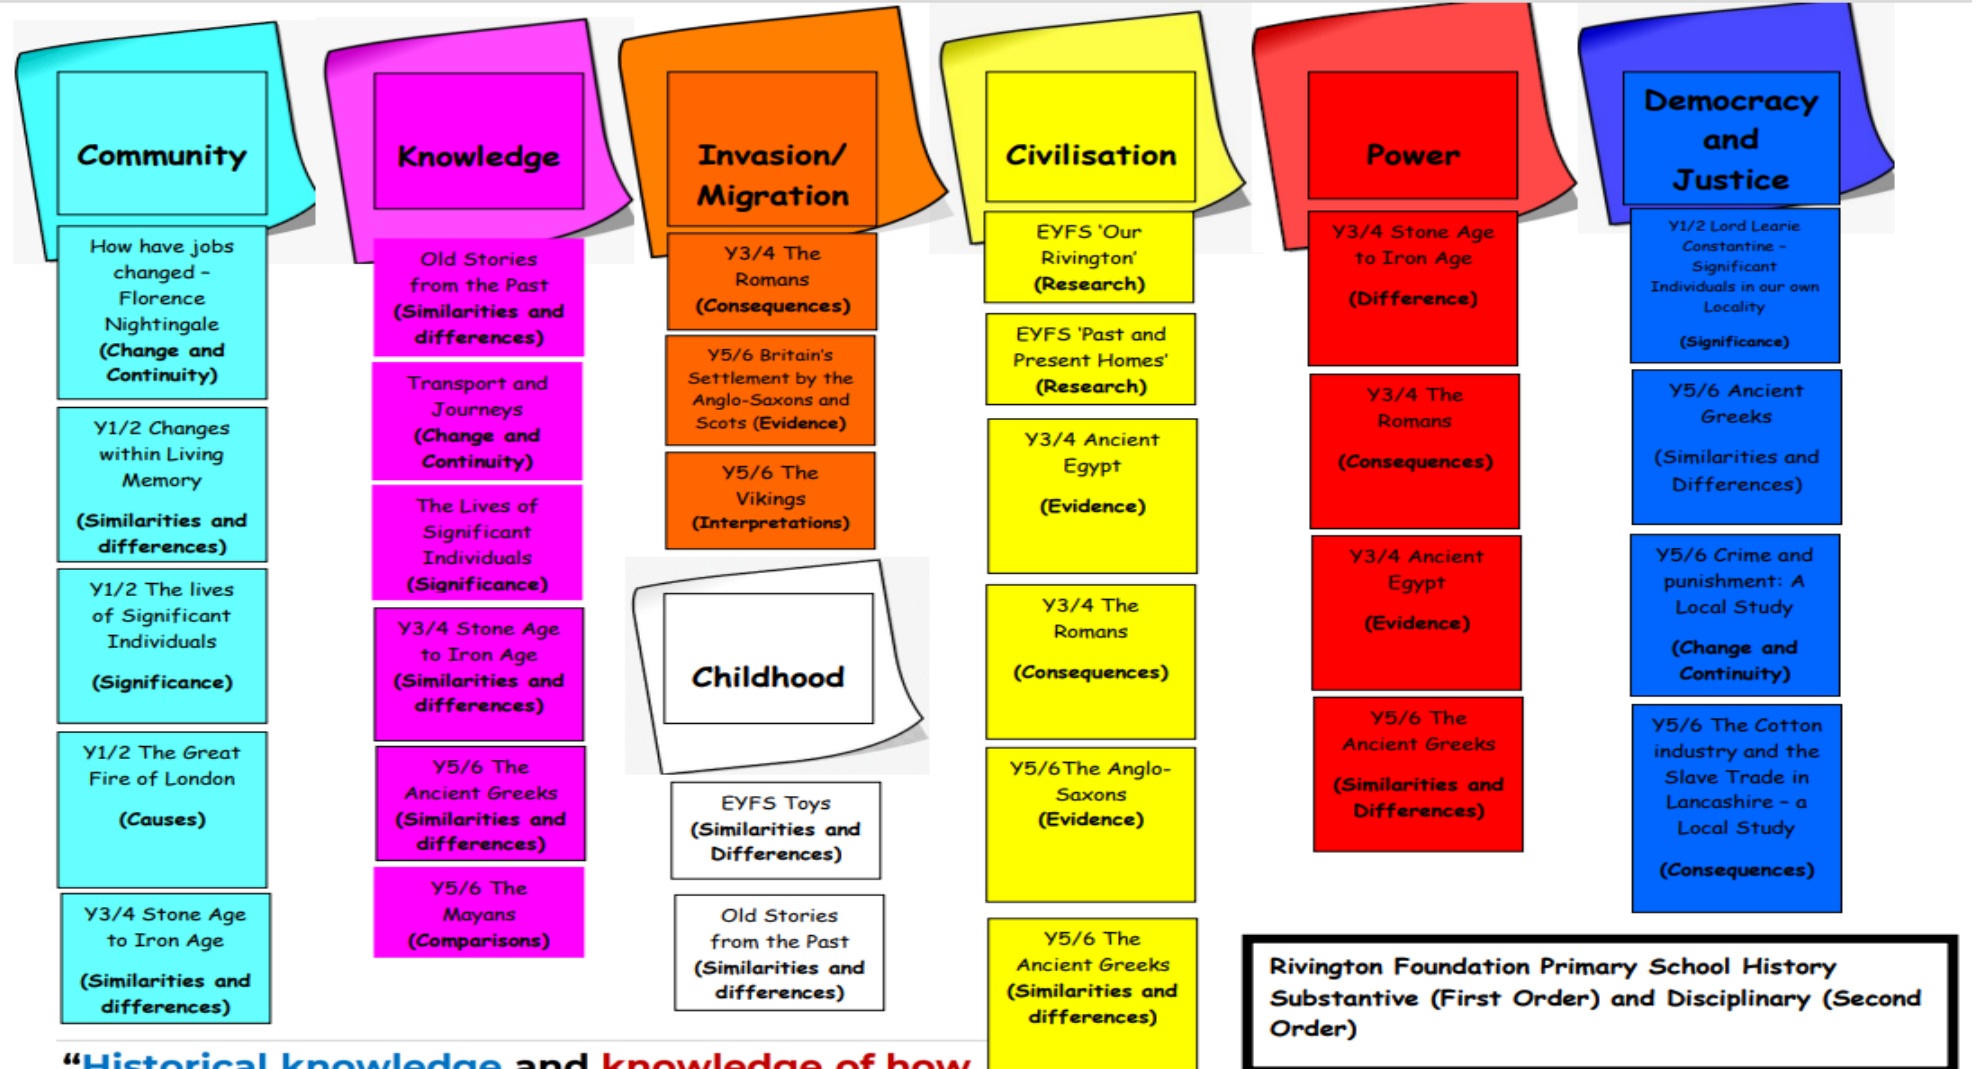 Community
How have jobs
changed –
Florence
Nightingale
(Change and
Continuity)
Y1/2 Changes
within Living
Memory
(Similarities and
differences)
Y1/2 The lives
of Significant
Individuals
(Significance)
Y1/2 The Great
Fire of London
(Causes)
Y3/4 Stone Age
to Iron Age
(Similarities and
differences)
Knowledge
Old Stories
from the Past
(Similarities and
differences)
Transport and
Journeys
(Change and
Continuity)
The Lives of
Significant
Individuals
(Significance)
Y3/4 Stone Age
to Iron Age
(Similarities and
differences)
Y5/6 The
Ancient Greeks
(Similarities and
differences)
Y5/6 The
Mayans
(Comparisons)
Invasion/
Migration
Y3/4 The
Romans
(Consequences)
Y5/6 Britain's
Settlement by the
Anglo-Saxons and
Scots (Evidence)
Y5/6 The
Vikings
(Interpretations)
Childhood
EYFS Toys
(Similarities and
Differences)
Old Stories
from the Past
(Similarities and
differences)
Civilisation
EYFS 'Our
Rivington'
(Research)
EYFS 'Past and
Present Homes'
(Research)
Y3/4 Ancient
Egypt
(Evidence)
Y3/4 The
Romans
(Consequences)
Y5/6The Anglo-
Saxons
(Evidence)
Y5/6 The
Ancient Greeks
(Similarities and
differences)
Power
Y3/4 Stone Age
to Iron Age
(Difference)
Y3/4 The
Romans
(Consequences)
Y3/4 Ancient
Egypt
(Evidence)
Y5/6 The
Ancient Greeks
(Similarities and
Differences)
Democracy
and
Justice
Y1/2 Lord Learie
Constantine –
Significant
Individuals in our own
Locality
(Significance)
Y5/6 Ancient
Greeks
(Similarities and
Differences)
Y5/6 Crime and
punishment: A
Local Study
(Change and
Continuity)
Y5/6 The Cotton
industry and the
Slave Trade in
Lancashire – a
Local Study
(Consequences)
Rivington Foundation Primary School History
Substantive (First Order) and Disciplinary (Second
Order)
“Historical knowledge and knowledge of how